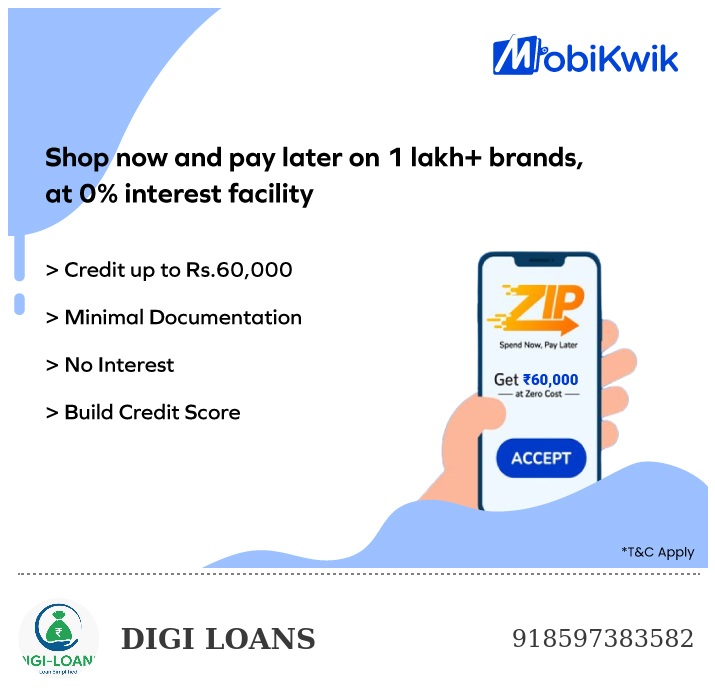 MobiKwik
Shop now and pay later on 1 lakh+ brands,
at 0% interest facility
> Credit up to Rs.60,000
> Minimal Documentation
> No Interest
> Build Credit Score
ZIP
Spend Now, Pay Later
Get ₹60,000
at Zero Cost
ACCEPT
*T&C Apply
₹
IGI-LOAN
Loan Simplified
DIGI LOANS
918597383582